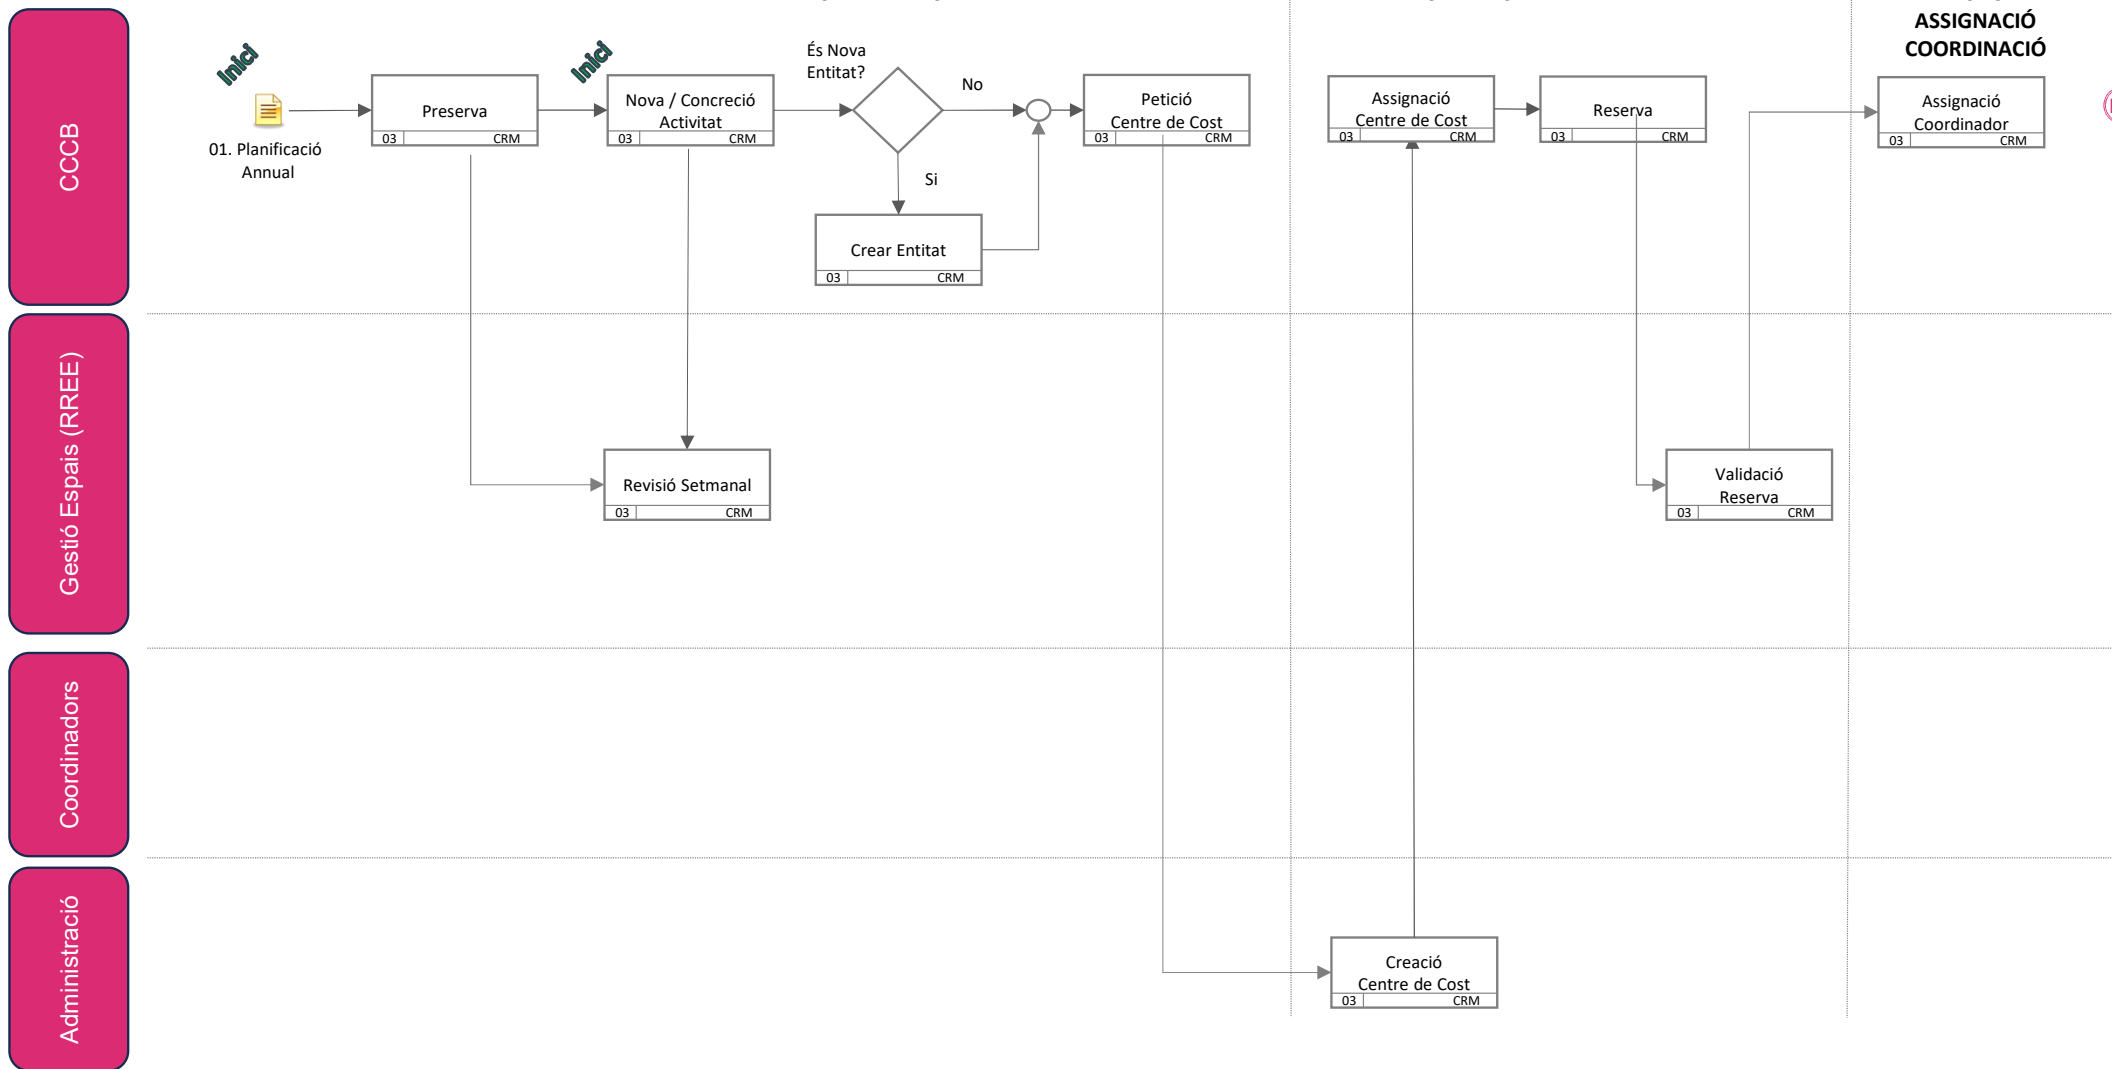 ASSIGNACIÓ
COORDINACIÓ
CCCB
Inici
01. Planificació
Annual
Preserva
03 CRM
Inici
Nova / Concreció
Activitat
03 CRM
És Nova
Entitat?
No
Si
Crear Entitat
03 CRM
Petició
Centre de Cost
03 CRM
Assignació
Centre de Cost
03 CRM
Reserva
03 CRM
Assignació
Coordinador
03 CRM
Gestió Espais (RREE)
Revisió Setmanal
03 CRM
Validació
Reserva
03 CRM
Coordinadors
Administració
Creació
Centre de Cost
03 CRM